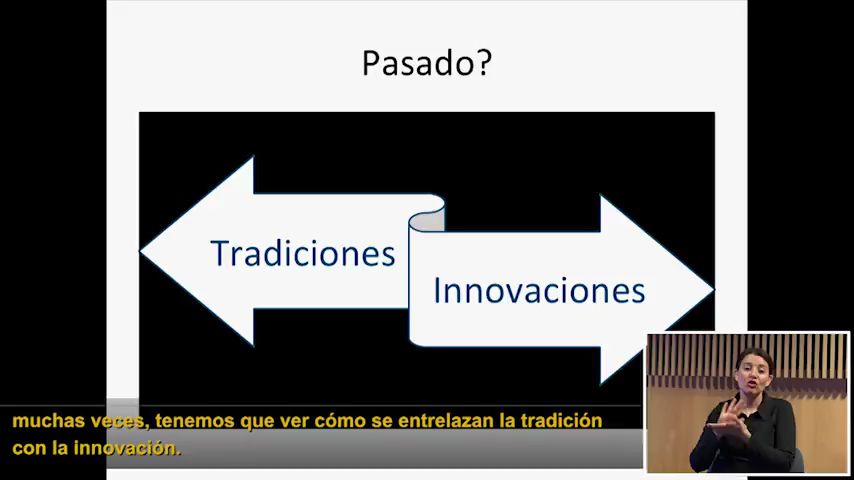 Pasado?
Tradiciones
Innovaciones
muchas veces, tenemos que ver cómo se entrelazan la tradición
con la innovación.